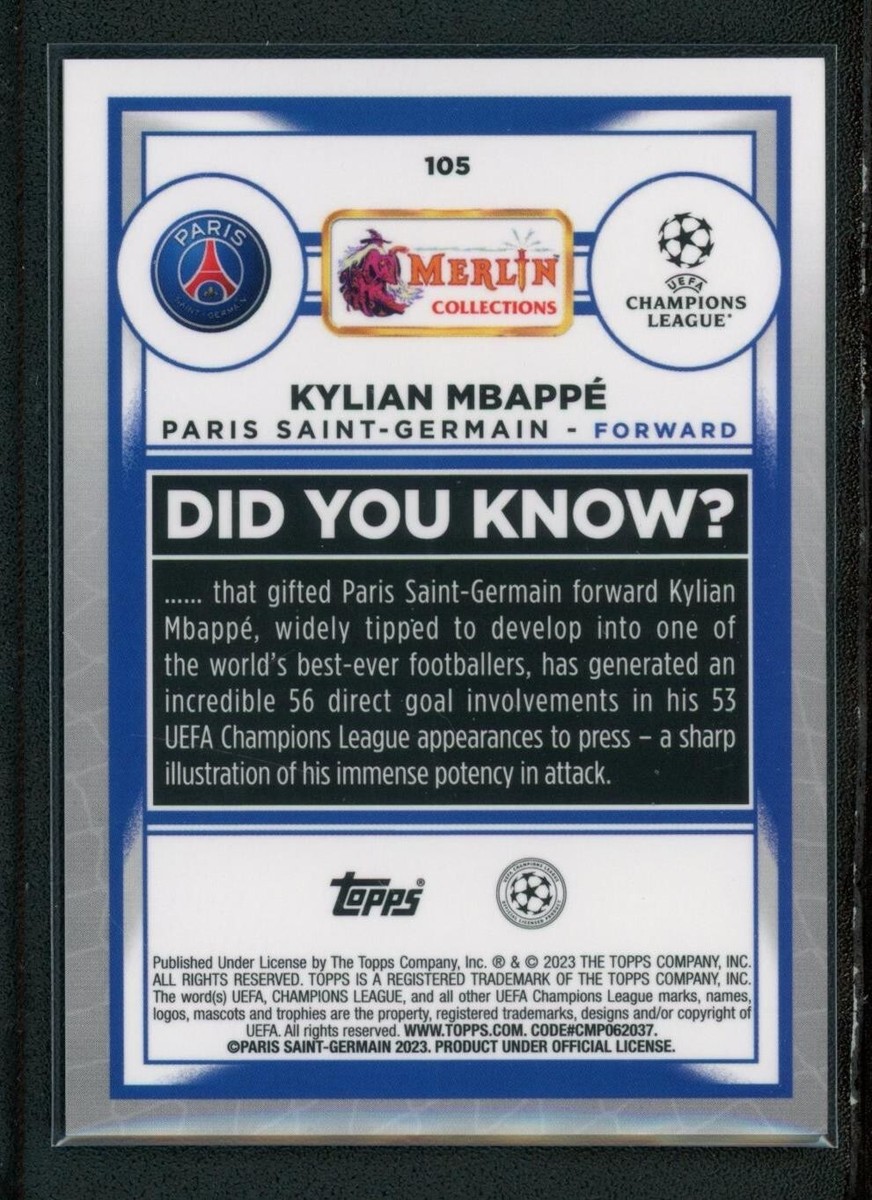 105
PARIS
SAINT-GERMAIN
MERLIN
COLLECTIONS
UEFA
CHAMPIONS
LEAGUE®
KYLIAN MBAPPÉ
PARIS SAINT-GERMAIN - FORWARD
DID YOU KNOW?
...... that gifted Paris Saint-Germain forward Kylian
Mbappé, widely tipped to develop into one of
the world's best-ever footballers, has generated an
incredible 56 direct goal involvements in his 53
UEFA Champions League appearances to press – a sharp
illustration of his immense potency in attack.
topps®
UEFA CHAMPIONS LEAGUE
OFFICIAL LICENSED PRODUCT
Published Under License by The Topps Company, Inc. ® & © 2023 THE TOPPS COMPANY, INC.
ALL RIGHTS RESERVED. TOPPS IS A REGISTERED TRADEMARK OF THE TOPPS COMPANY, INC.
The word(s) UEFA, CHAMPIONS LEAGUE, and all other UEFA Champions League marks, names,
logos, mascots and trophies are the property, registered trademarks, designs and/or copyright of
UEFA. All rights reserved. WWW.TOPPS.COM. CODE#CMP062037.
©PARIS SAINT-GERMAIN 2023. PRODUCT UNDER OFFICIAL LICENSE.